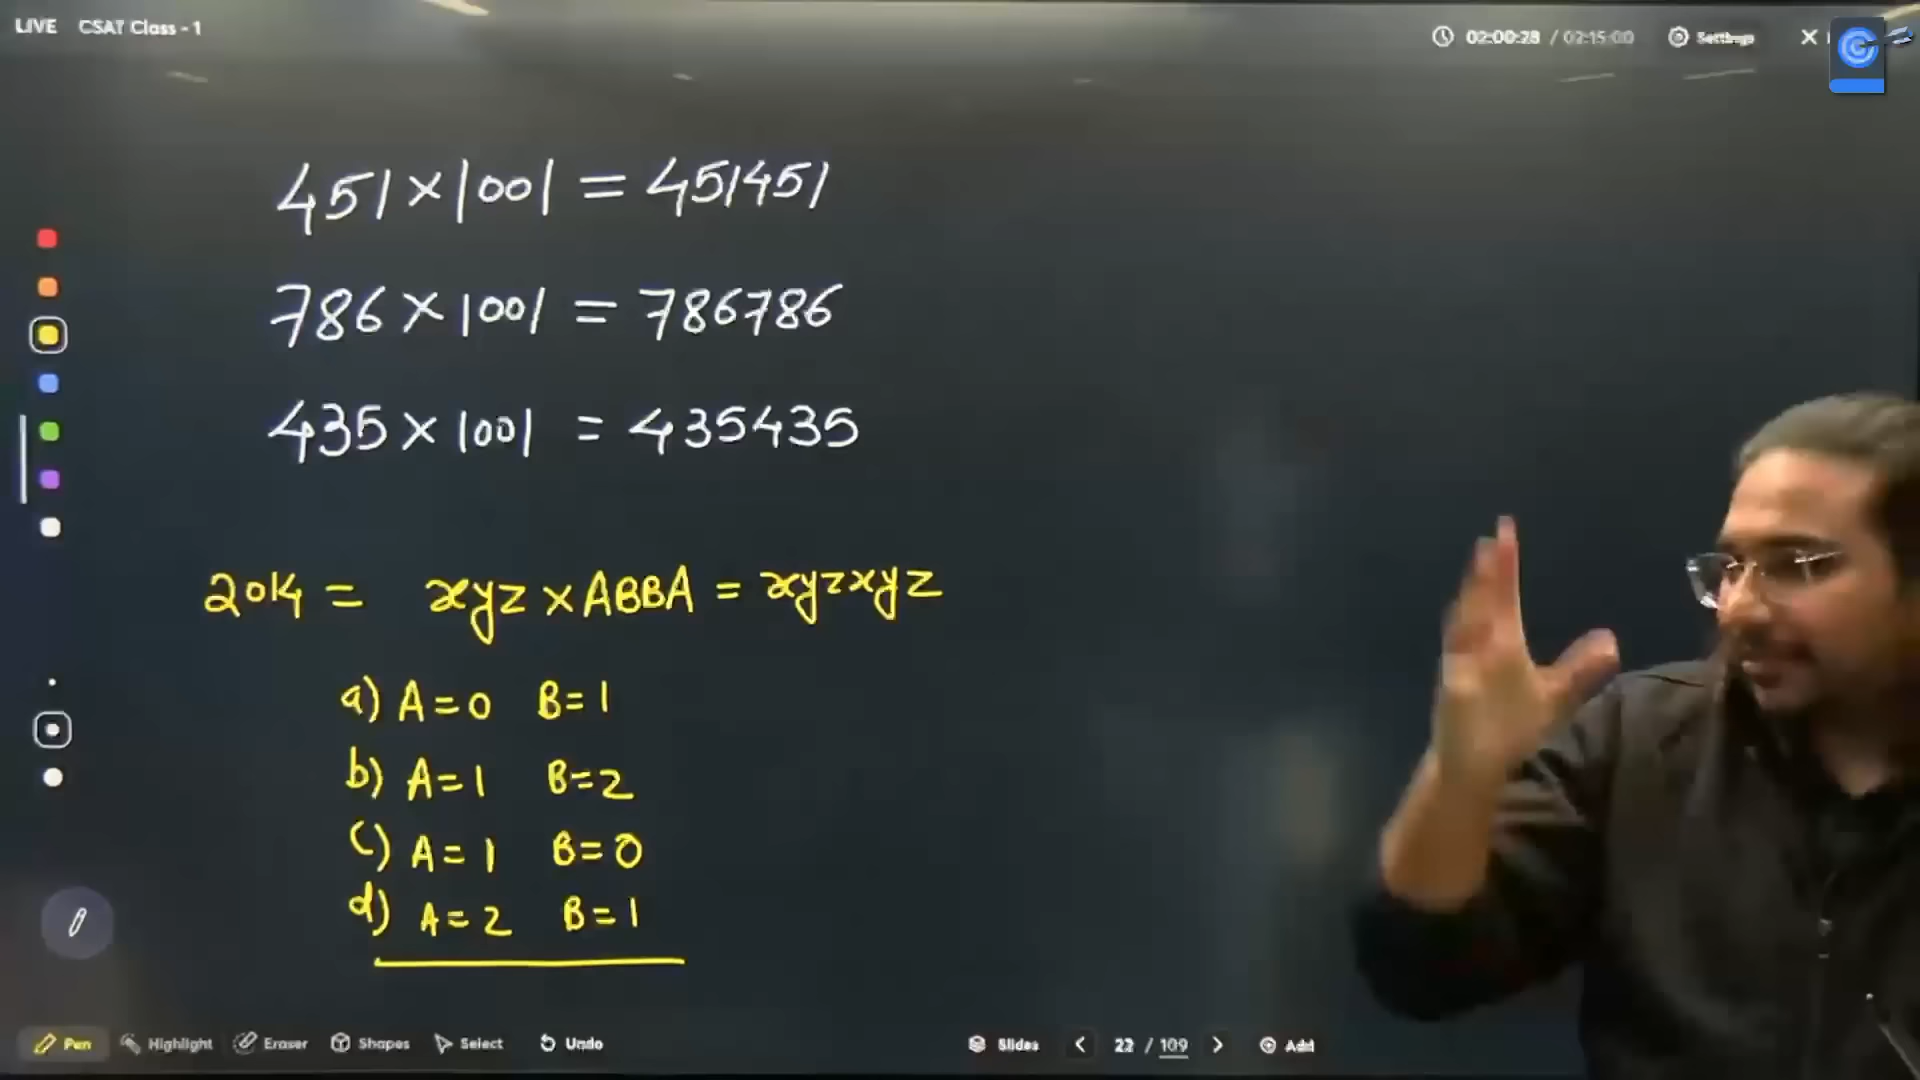 LIVE CSAT Class - 1
02:00:28 / 02:15:00 Settings
451 × 1001 = 451451
786 × 1001 = 786786
435 × 1001 = 435435
2014 = xyz × ABBA = xyzxyz
a) A = 0 B = 1
b) A = 1 B = 2
c) A = 1 B = 0
d) A = 2 B = 1
Pen Highlight Eraser Shapes Select Undo Slides 22 / 109 Add